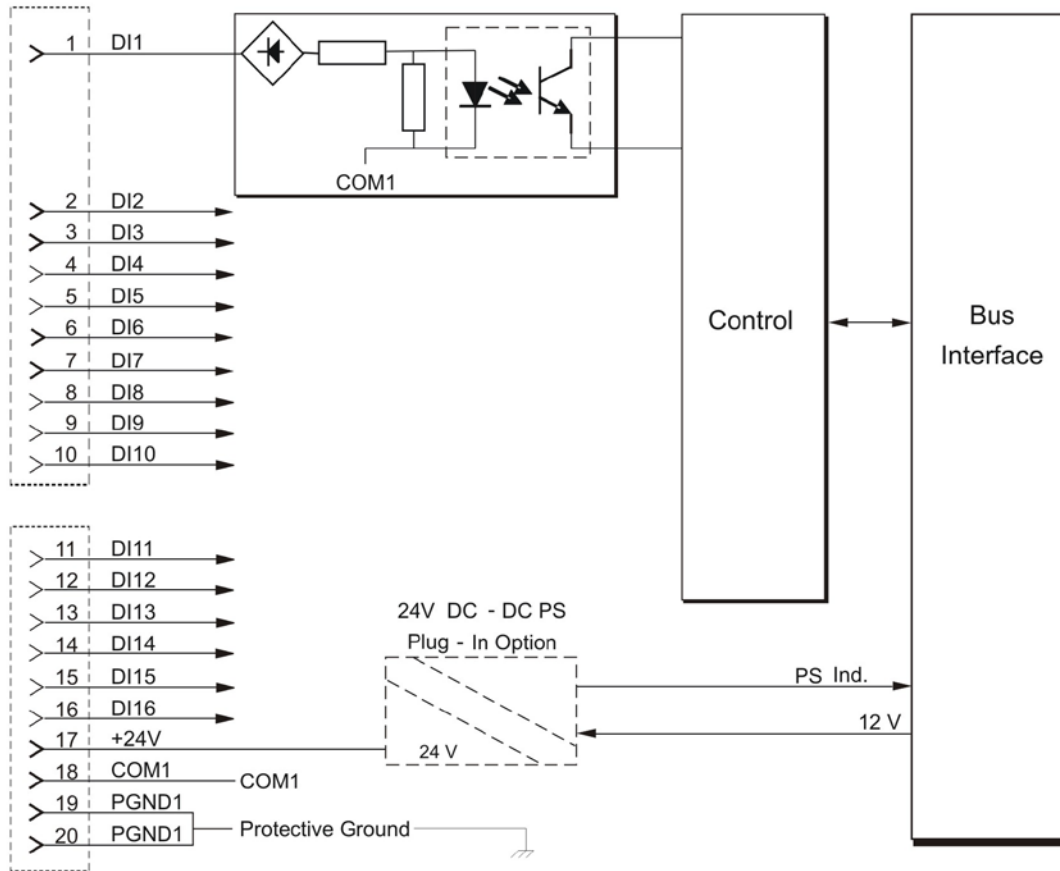 1 DI1
COM1
2 DI2
3 DI3
4 DI4
5 DI5
6 DI6
7 DI7
8 DI8
9 DI9
10 DI10
Control
Bus
Interface
11 DI11
12 DI12
13 DI13
14 DI14
15 DI15
16 DI16
17 +24V
18 COM1
COM1
19 PGND1
20 PGND1
Protective Ground
24V DC - DC PS
Plug - In Option
24 V
PS Ind.
12 V